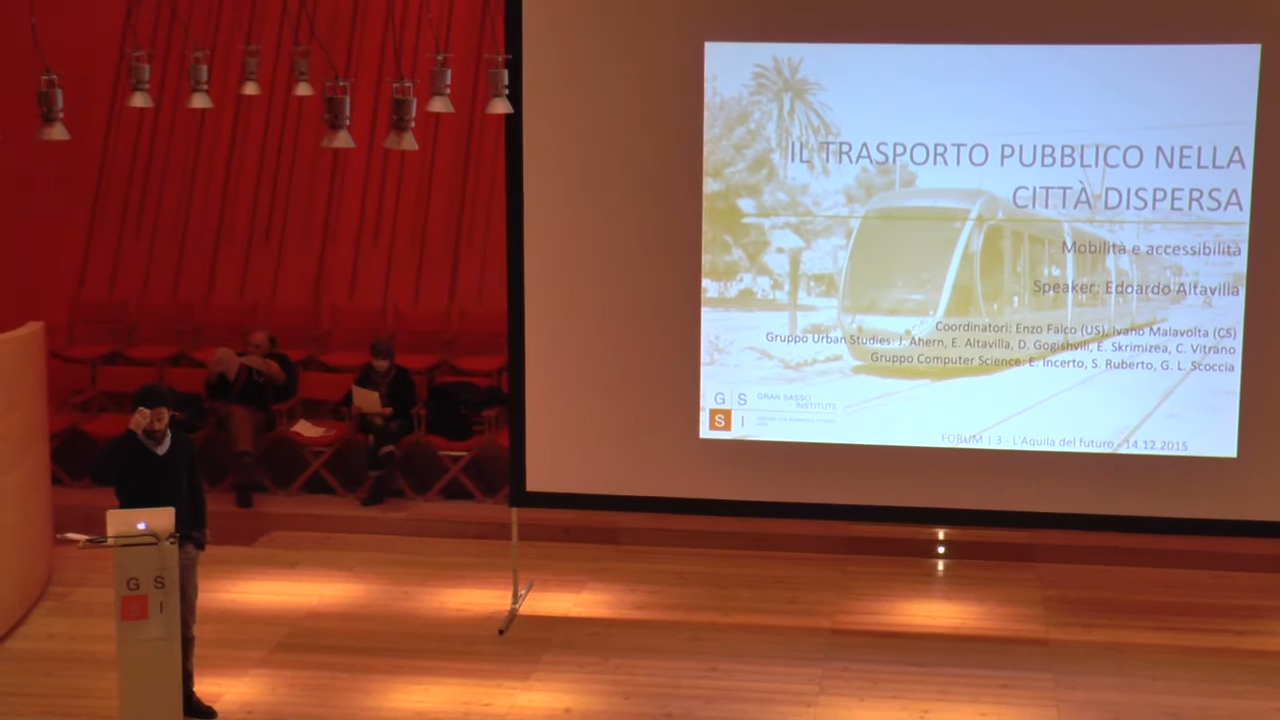 IL TRASPORTO PUBBLICO NELLA
CITTÀ DISPERSA
Mobilità e accessibilità
Speaker: Edoardo Altavilla
Coordinatori: Enzo Falco (US), Ivano Malavolta (CS)
Gruppo Urban Studies: J. Ahern, E. Altavilla, D. Gogishvili, E. Skrimizea, C. Vitrano
Gruppo Computer Science: E. Incerto, S. Ruberto, G. L. Scoccia
G S
S I
GRAN SASSO
INSTITUTE
FORUM | 3 - L'Aquila del futuro - 14.12.2015
G S
S I